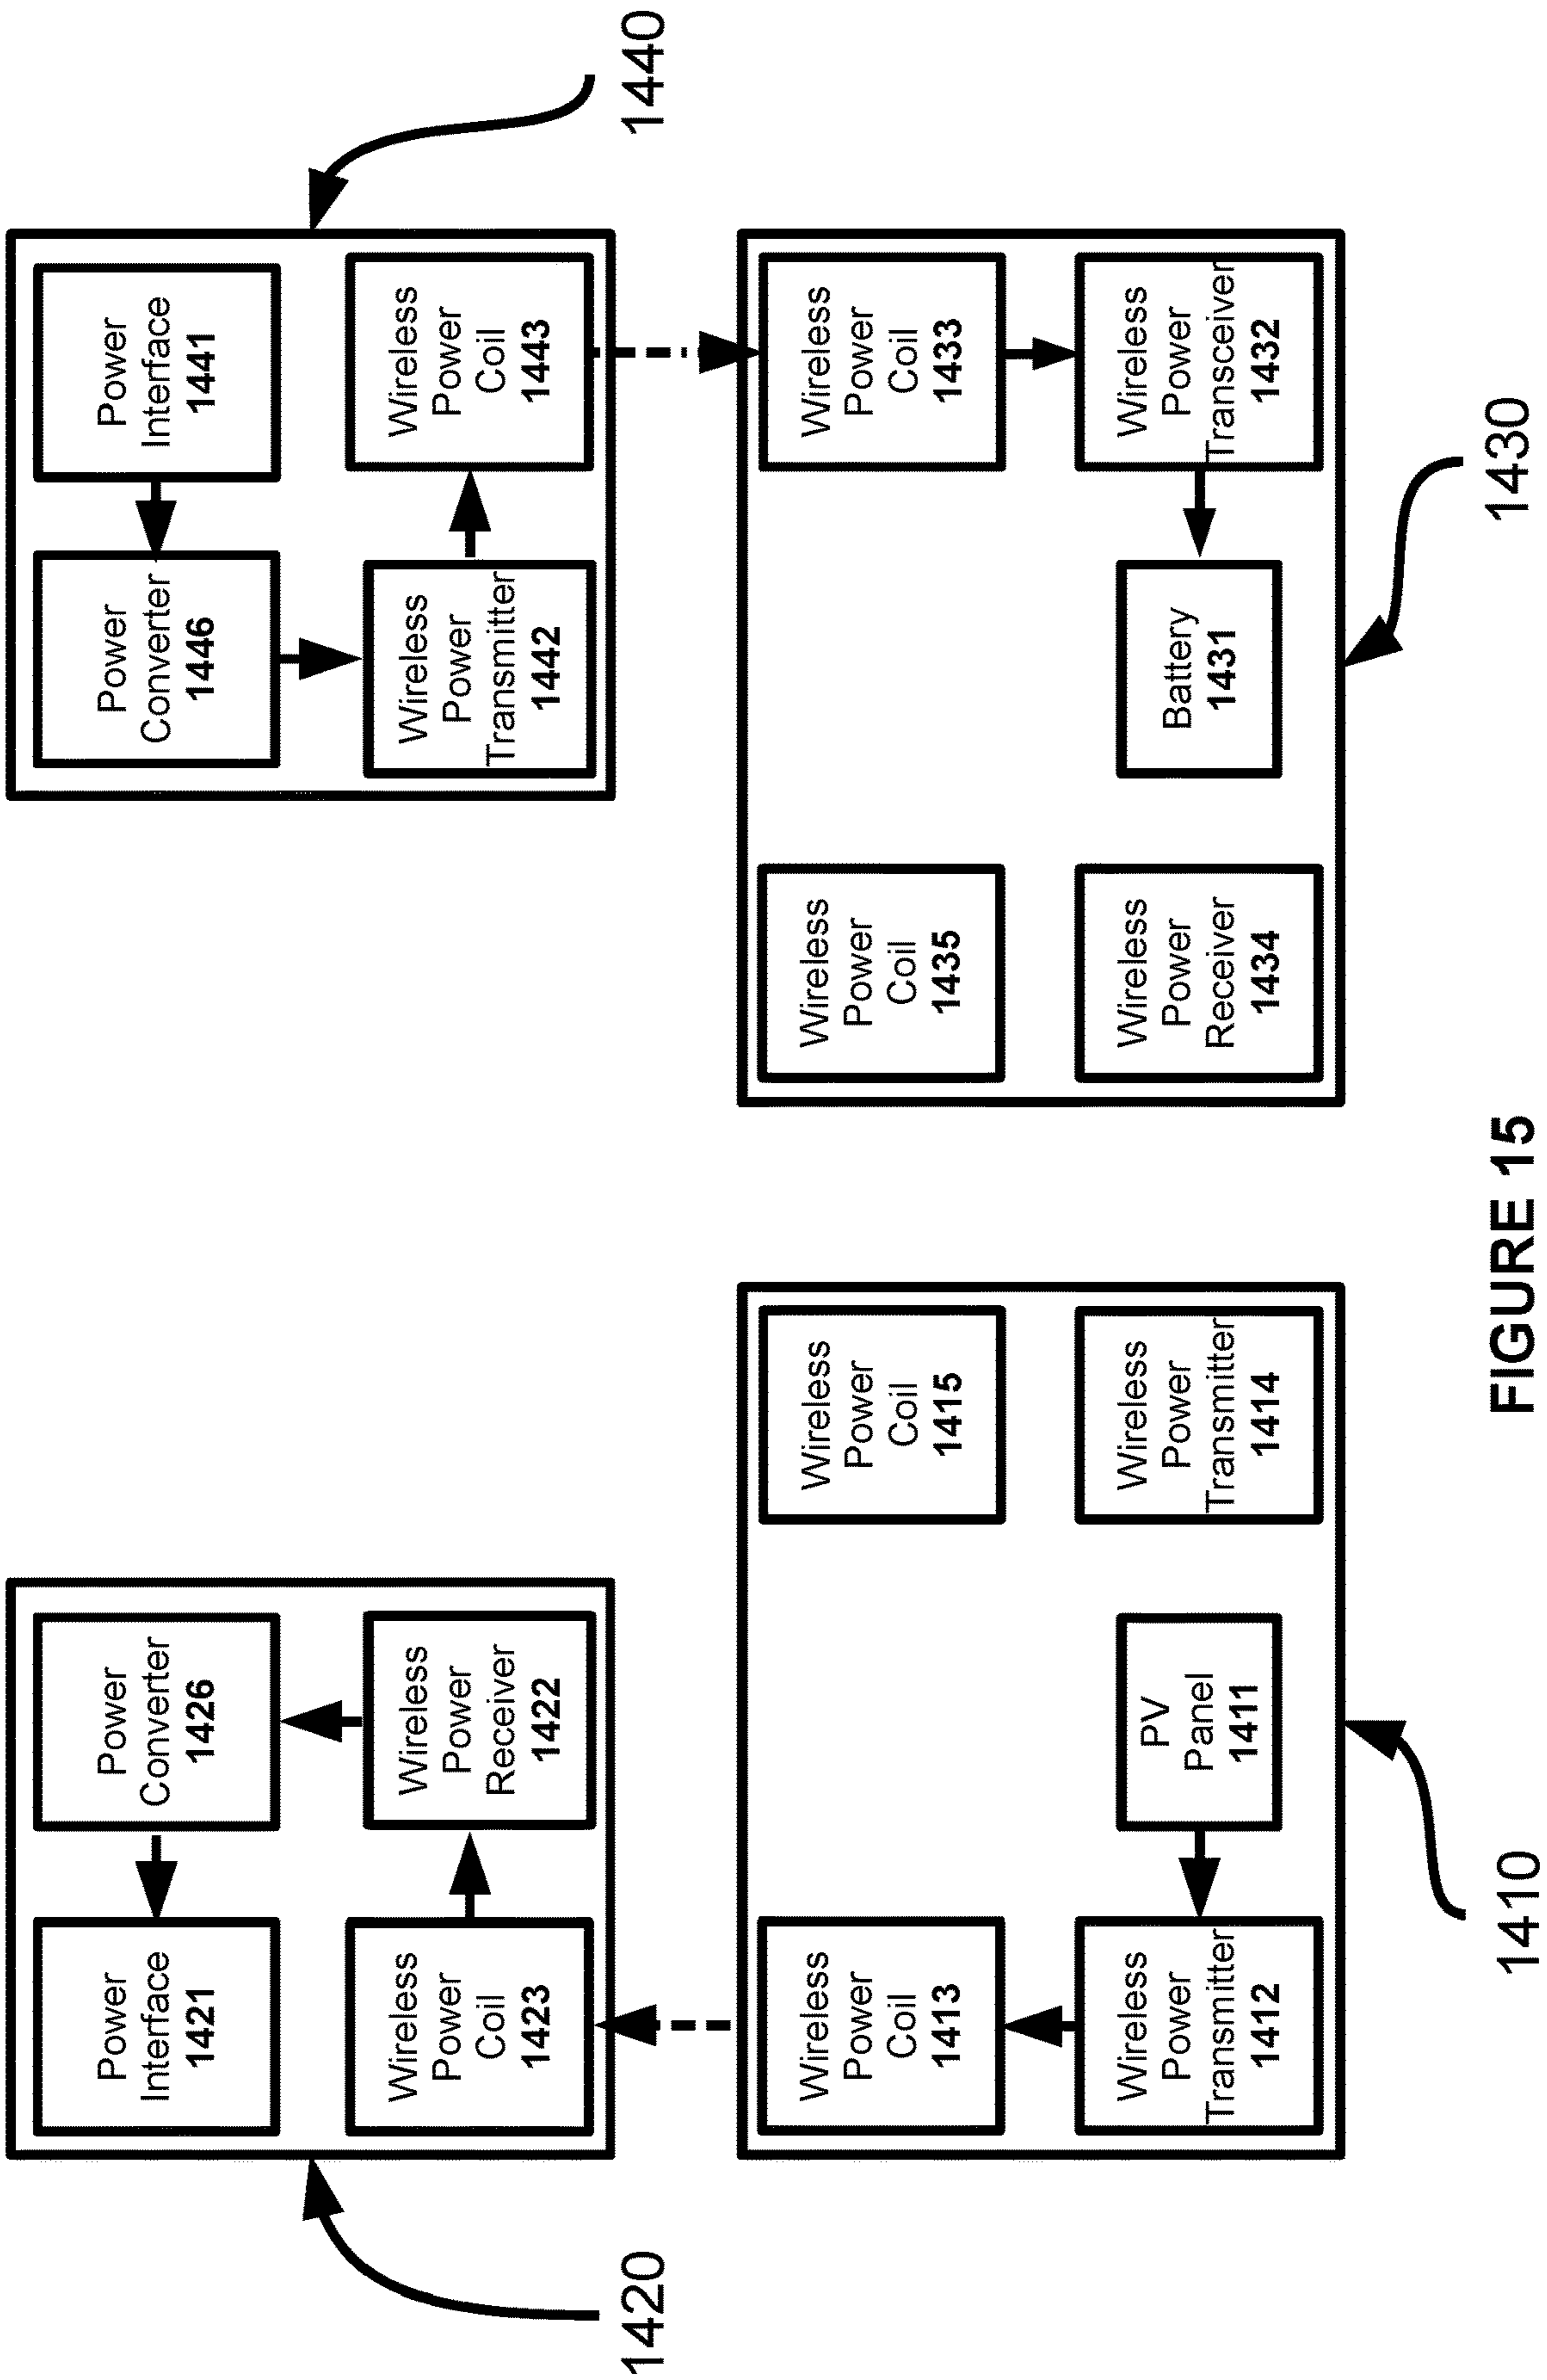 1420
Power
Interface
1421
Power
Converter
1426
Wireless
Power
Coil
1423
Wireless
Power
Receiver
1422
Power
Converter
1446
Power
Interface
1441
Wireless
Power
Transmitter
1442
Wireless
Power
Coil
1443
1440
Wireless
Power
Coil
1413
Wireless
Power
Coil
1415
Wireless
Power
Transmitter
1412
PV
Panel
1411
Wireless
Power
Transmitter
1414
1410
Wireless
Power
Coil
1435
Wireless
Power
Coil
1433
Wireless
Power
Receiver
1434
Battery
1431
Wireless
Power
Transceiver
1432
1430
FIGURE 15